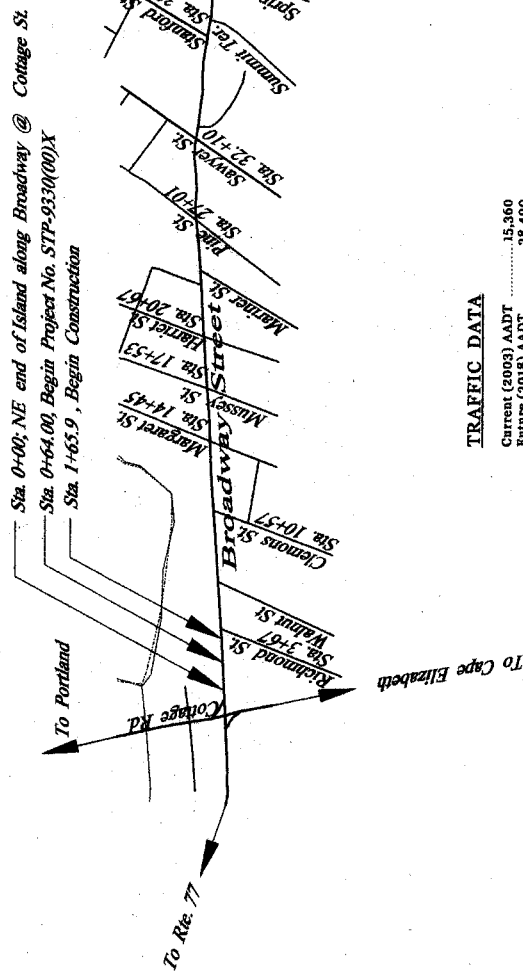 Sta. 0+00; NE end of Island along Broadway @ Cottage St.
Sta. 0+64.00, Begin Project No. STP-9330(00)X
Sta. 1+65.9 , Begin Construction
To Portland
To Rte. 77
Cottage Rd.
To Cape Elizabeth
Broadway Street
Richmond St.
Sta. 3+67
Walnut St
Clemons St.
Sta. 10+57
Margaret St.
Sta. 14+45
Mussey St.
Sta. 17+53
Harriet St.
Sta. 20+67
Mariner St.
Pine St.
Sta. 27+01
Sawyer St.
Sta. 32+10
Stanford St
Summit Ter. Sta.
TRAFFIC DATA
Current (2003) AADT ........... 15,360